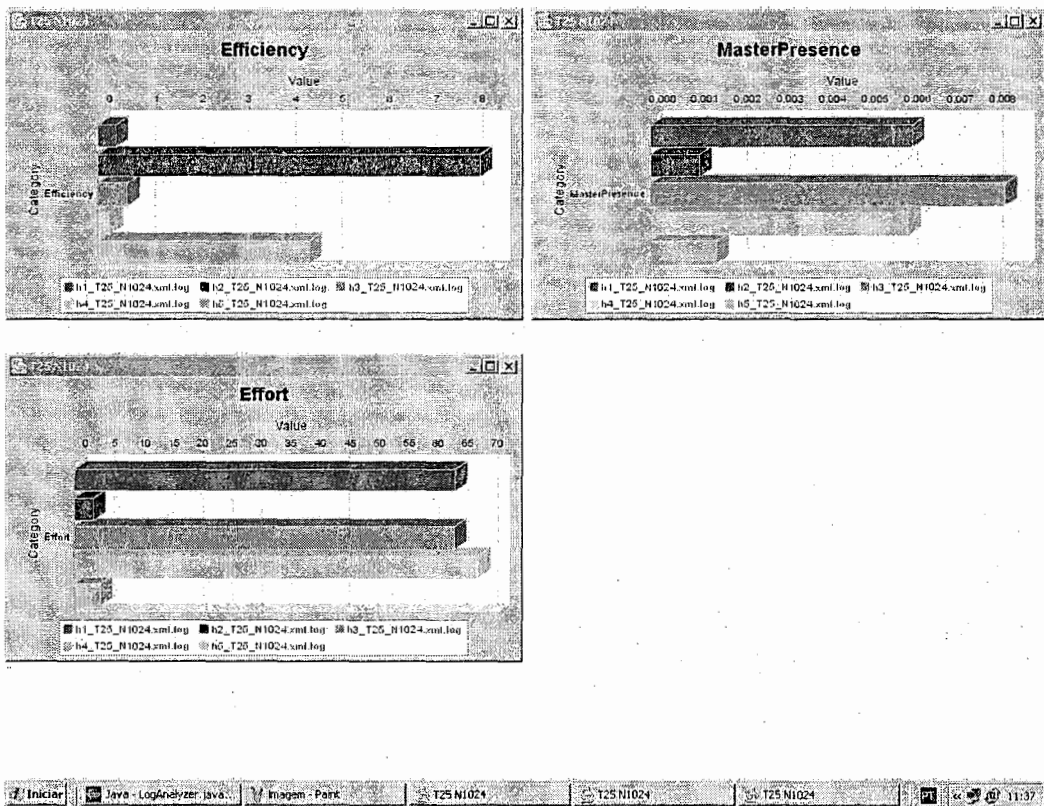 T25 N1024
Efficiency
Value
0 1 2 3 4 5 6 7 8
Category
Efficiency
h1_T25_N1024.xml.log h2_T25_N1024.xml.log h3_T25_N1024.xml.log
h4_T25_N1024.xml.log h5_T25_N1024.xml.log
T25 N1024
MasterPresence
Value
0.000 0.001 0.002 0.003 0.004 0.005 0.006 0.007 0.008
Category
MasterPresence
h1_T25_N1024.xml.log h2_T25_N1024.xml.log h3_T25_N1024.xml.log
h4_T25_N1024.xml.log h5_T25_N1024.xml.log
T25 N1024
Effort
Value
0 5 10 15 20 25 30 35 40 45 50 55 60 65 70
Category
Effort
h1_T25_N1024.xml.log h2_T25_N1024.xml.log h3_T25_N1024.xml.log
h4_T25_N1024.xml.log h5_T25_N1024.xml.log
Iniciar Java - LogAnalyzer.java... Imagem - Paint T25 N1024 T25 N1024 T25 N1024 PT « 11:37